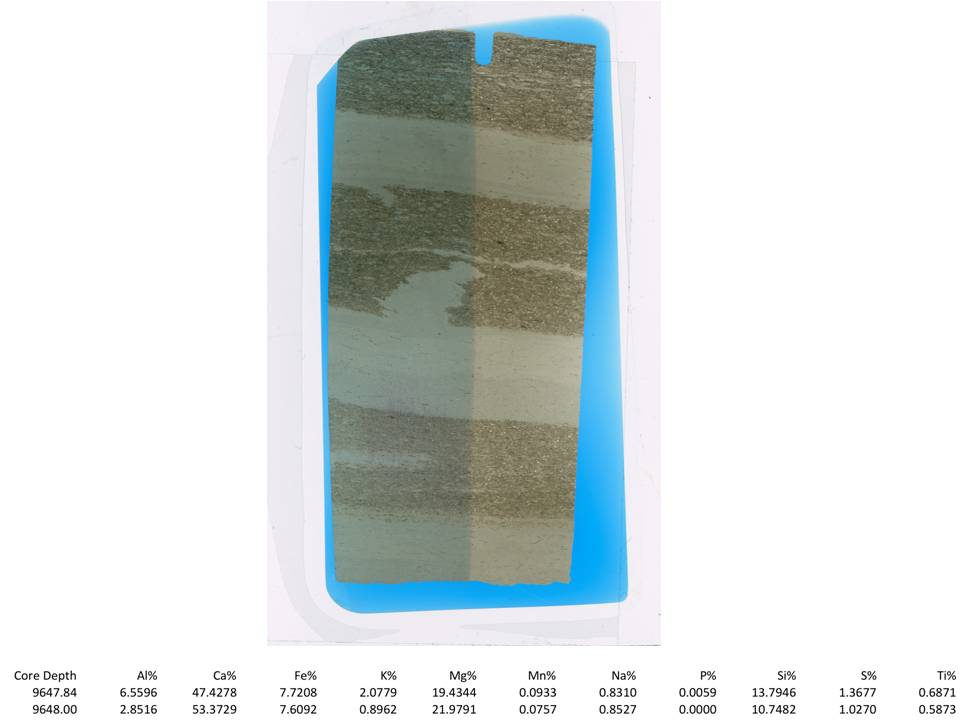 Core Depth Al% Ca% Fe% K% Mg% Mn% Na% P% Si% S% Ti%
9647.84 6.5596 47.4278 7.7208 2.0779 19.4344 0.0933 0.8310 0.0059 13.7946 1.3677 0.6871
9648.00 2.8516 53.3729 7.6092 0.8962 21.9791 0.0757 0.8527 0.0000 10.7482 1.0270 0.5873